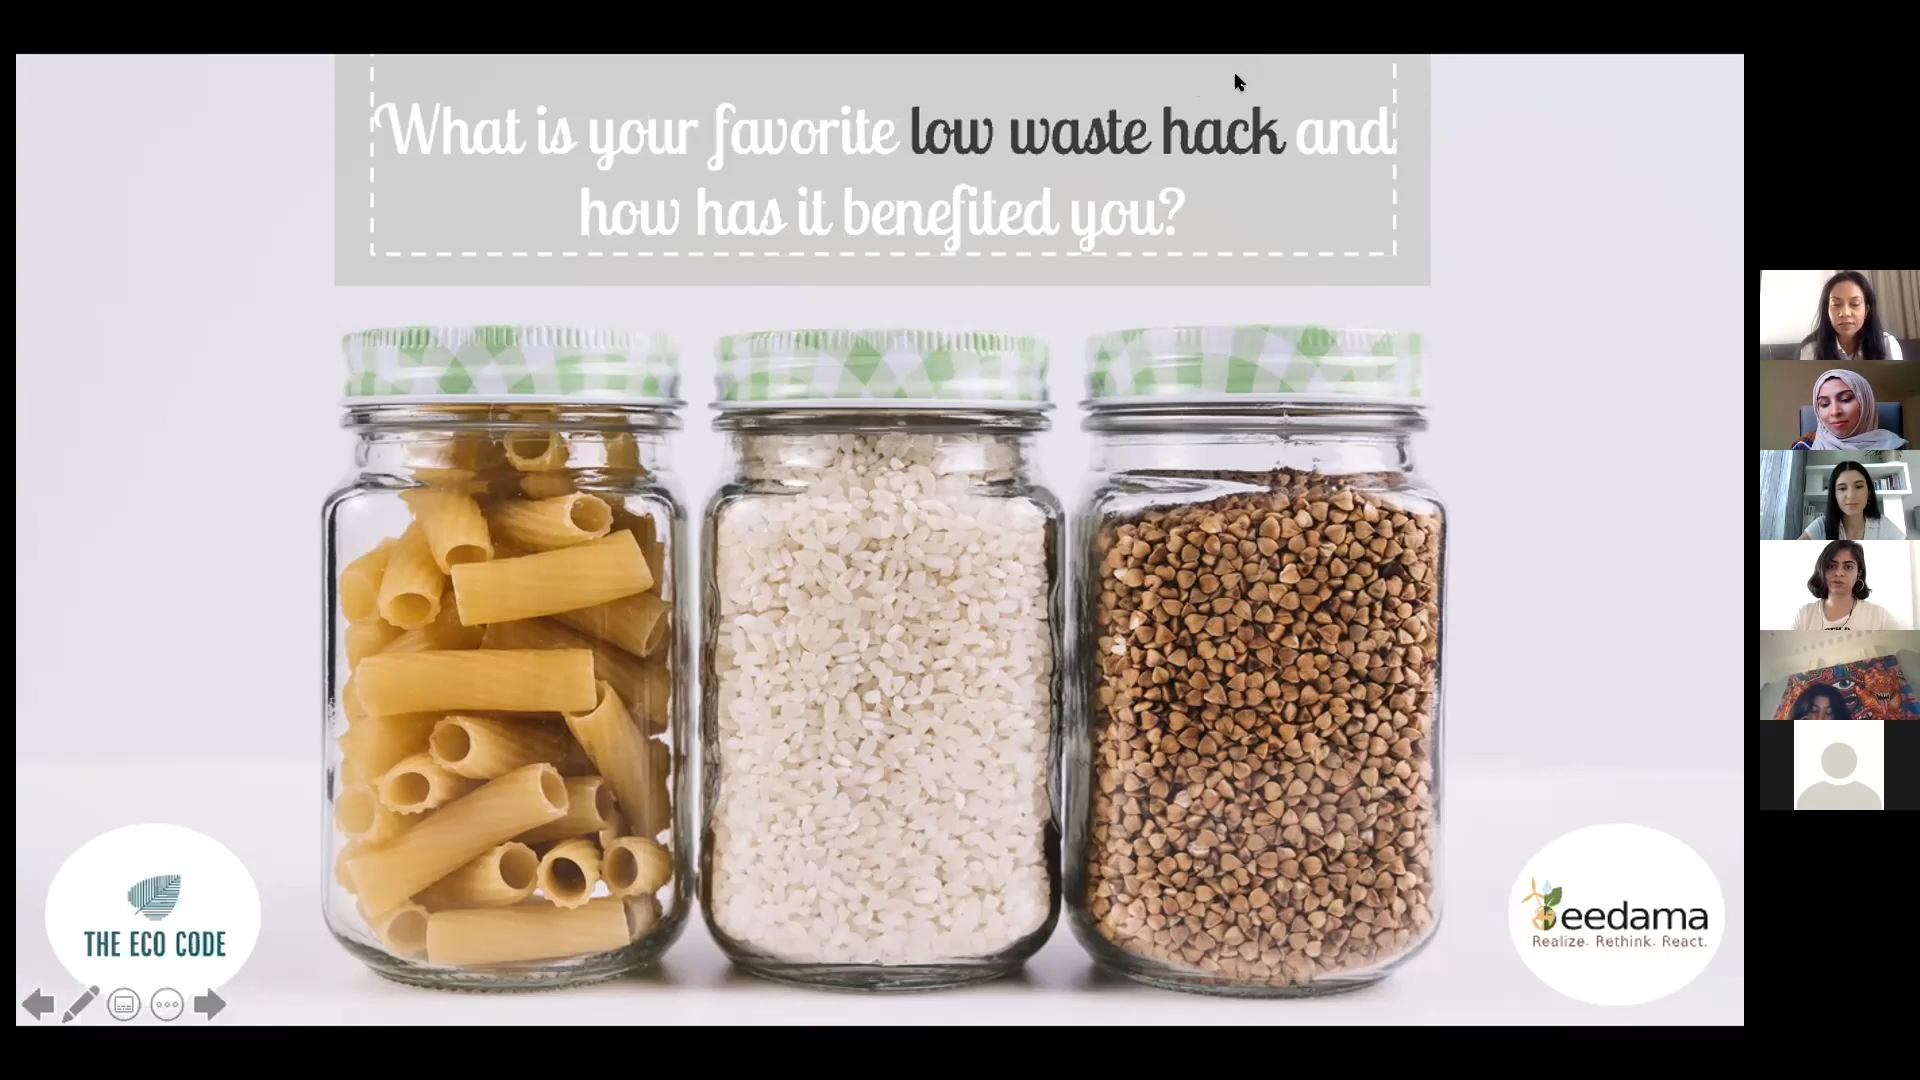 What is your favorite low waste hack and
how has it benefited you?
THE ECO CODE
Seedama
Realize. Rethink. React.